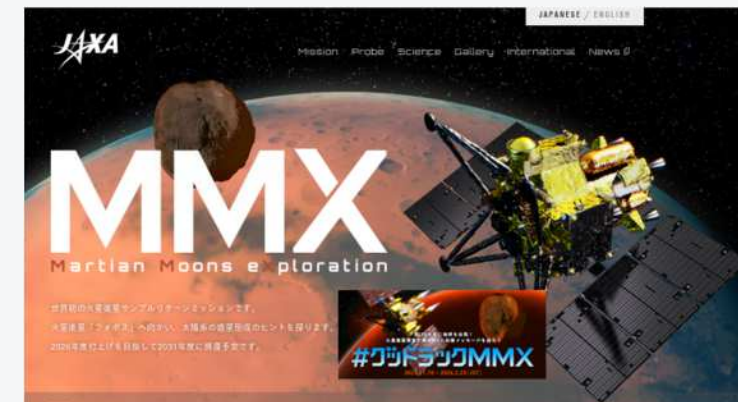 JAPANESE / ENGLISH
JAXA
Mission Probe Science Gallery International News
MMX
Martian Moons eXploration
世界初の火星衛星サンプルリターンミッションです。
火星衛星「フォボス」へ向かい、太陽系の惑星形成のヒントを探ります。
2026年度打上げを目指して2031年度に帰還予定です。
#グッドラックMMX